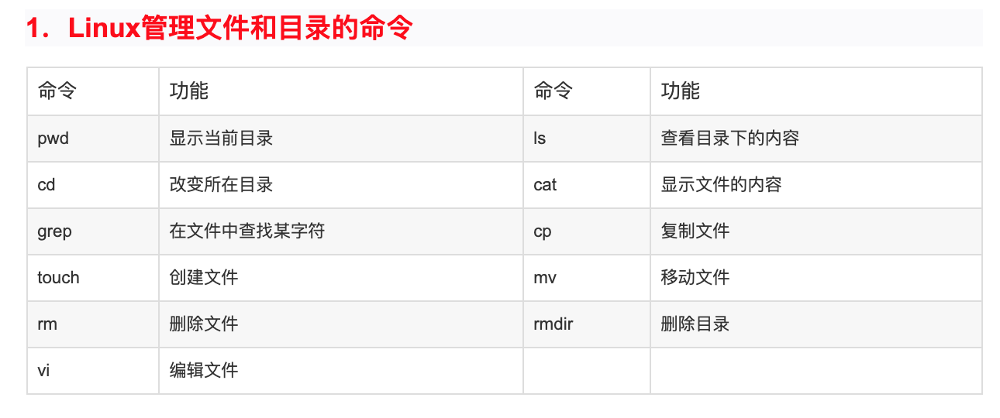 1. Linux管理文件和目录的命令
命令 功能 命令 功能
pwd 显示当前目录 ls 查看目录下的内容
cd 改变所在目录 cat 显示文件的内容
grep 在文件中查找某字符 cp 复制文件
touch 创建文件 mv 移动文件
rm 删除文件 rmdir 删除目录
vi 编辑文件